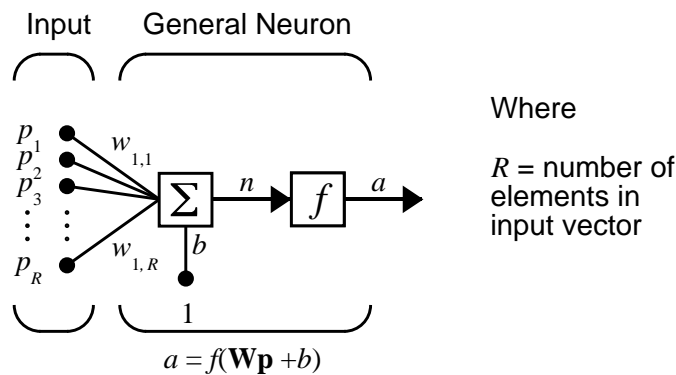 Input General Neuron
p1
p2
p3
pR
w1,1
w1, R
Σ
n
f
a
b
1
a = f(Wp +b)
Where
R = number of
elements in
input vector